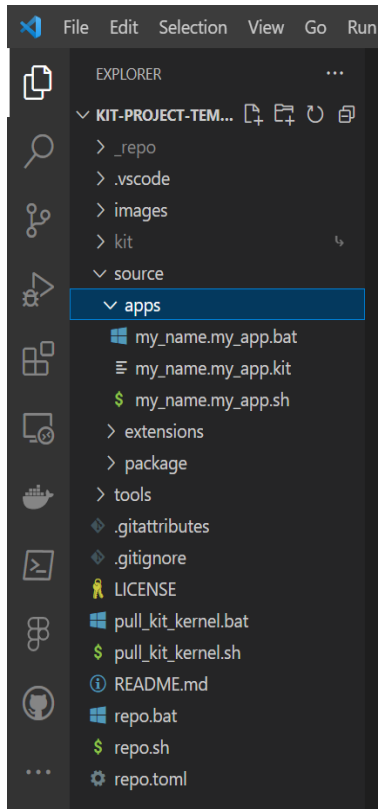 File Edit Selection View Go Run
EXPLORER ...
KIT-PROJECT-TEM...
_repo
.vscode
images
kit
source
apps
my_name.my_app.bat
my_name.my_app.kit
$ my_name.my_app.sh
extensions
package
tools
.gitattributes
.gitignore
LICENSE
pull_kit_kernel.bat
$ pull_kit_kernel.sh
README.md
repo.bat
$ repo.sh
repo.toml